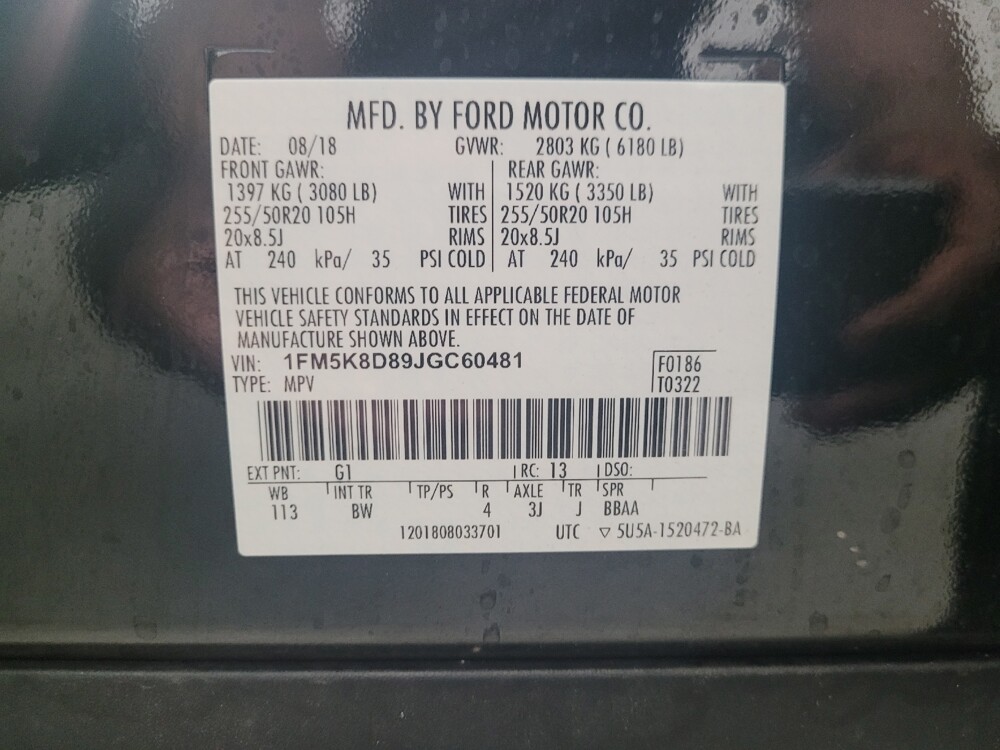 MFD. BY FORD MOTOR CO.
DATE: 08/18 GVWR: 2803 KG ( 6180 LB)
FRONT GAWR: REAR GAWR:
1397 KG ( 3080 LB) WITH 1520 KG ( 3350 LB) WITH
255/50R20 105H TIRES 255/50R20 105H TIRES
20x8.5J RIMS 20x8.5J RIMS
AT 240 kPa/ 35 PSI COLD AT 240 kPa/ 35 PSI COLD
THIS VEHICLE CONFORMS TO ALL APPLICABLE FEDERAL MOTOR
VEHICLE SAFETY STANDARDS IN EFFECT ON THE DATE OF
MANUFACTURE SHOWN ABOVE.
VIN: 1FM5K8D89JGC60481 F0186
TYPE: MPV T0322
EXT PNT: G1 RC: 13 DSO:
WB INT TR TP/PS R AXLE TR SPR
113 BW 4 3J J BBAA
1201808033701 UTC ▽ 5U5A-1520472-BA